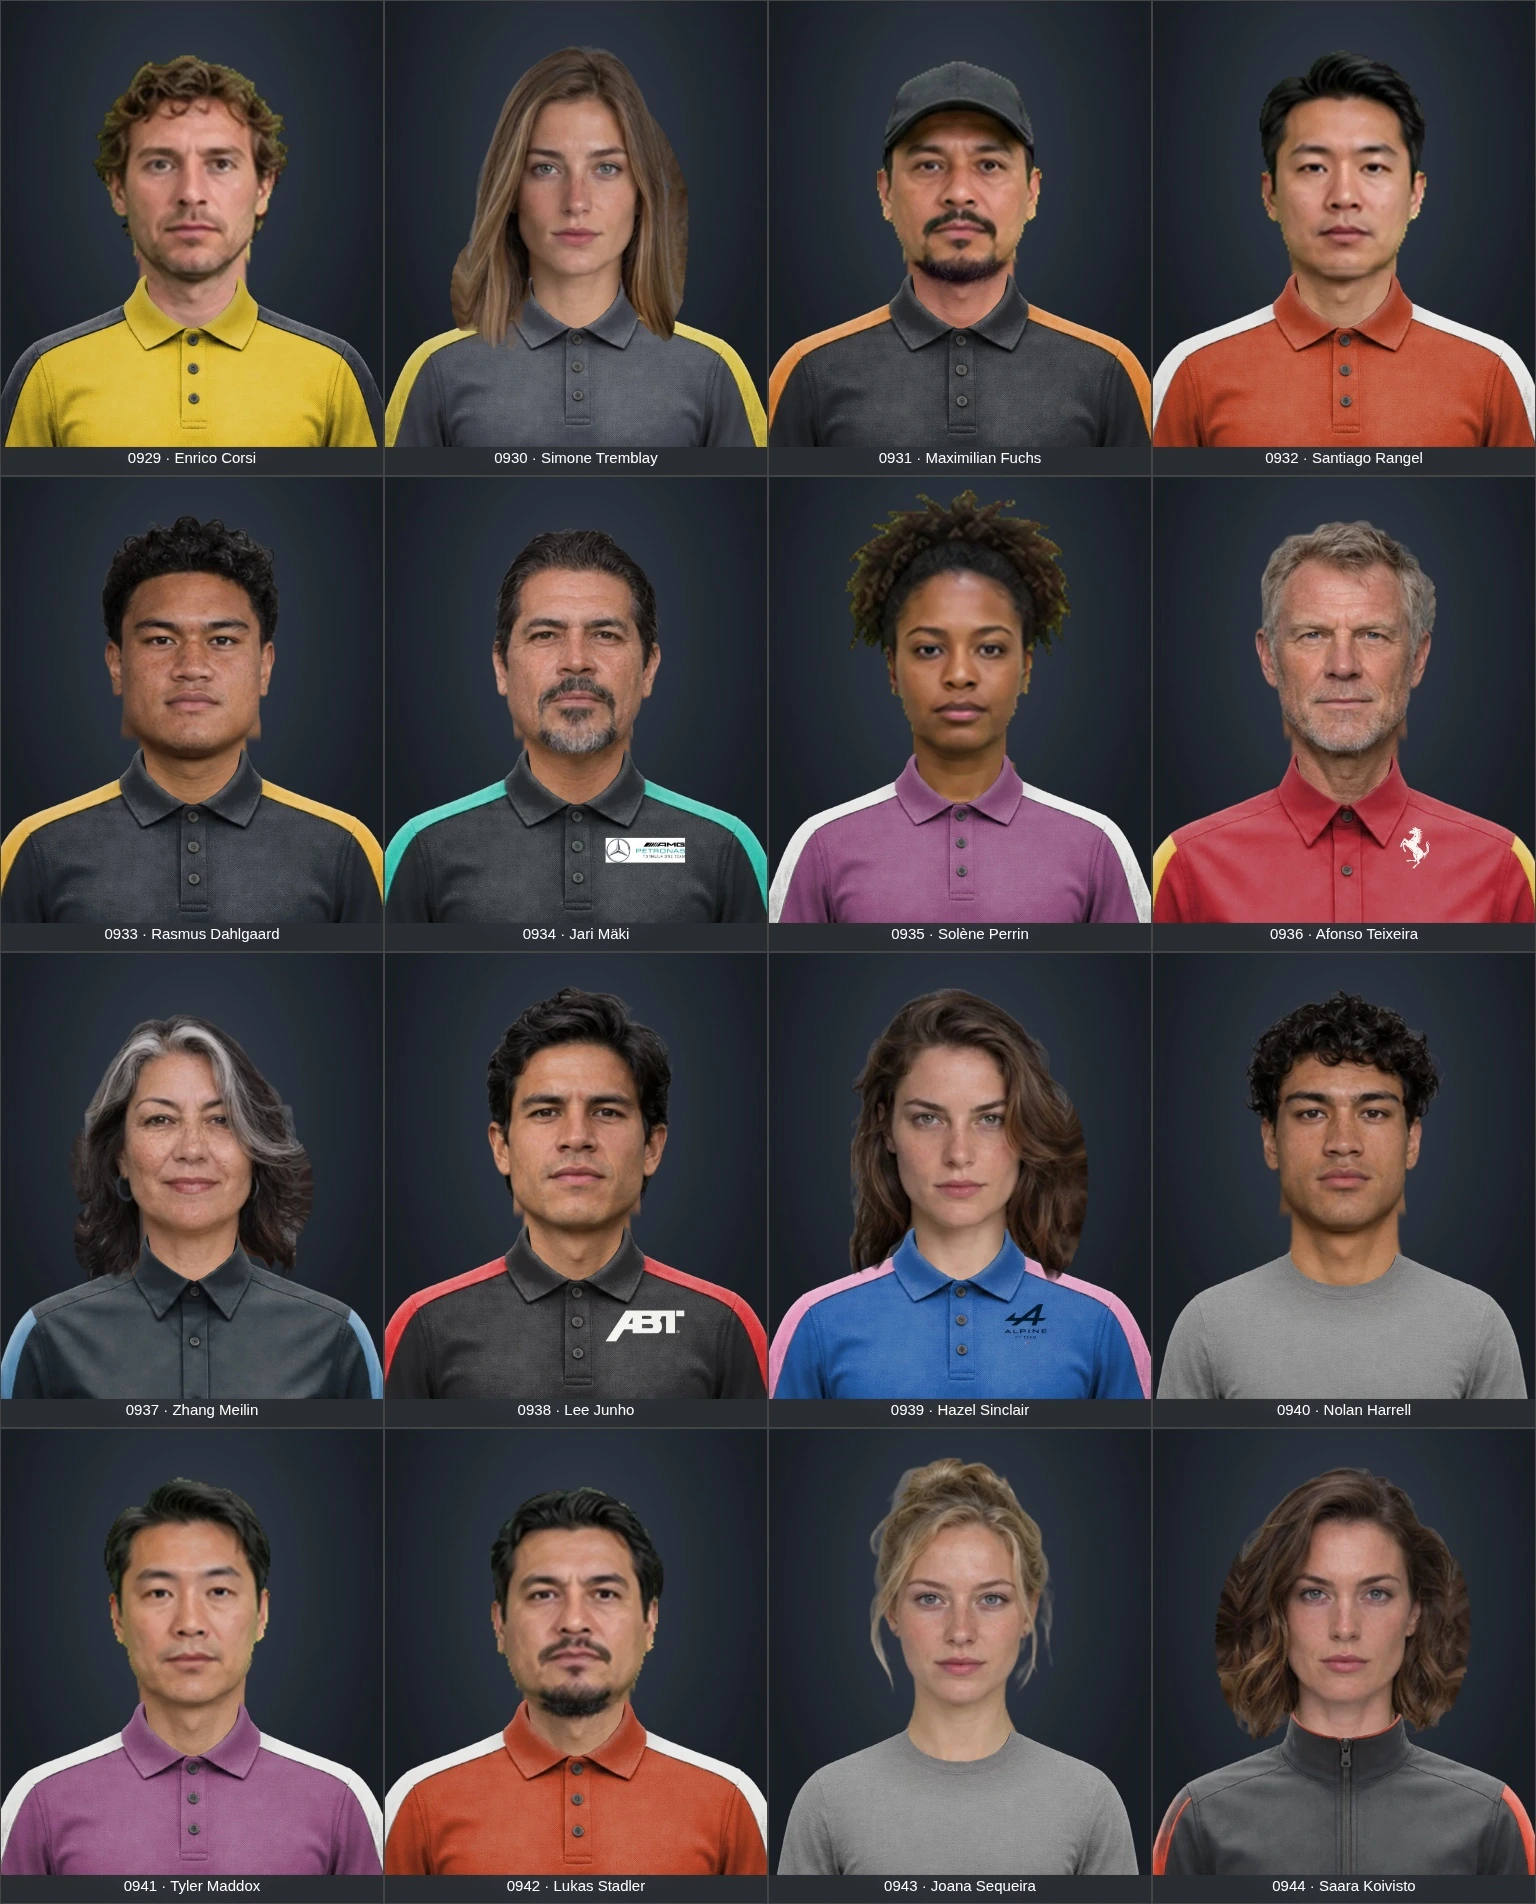 0929 · Enrico Corsi
0930 · Simone Tremblay
0931 · Maximilian Fuchs
0932 · Santiago Rangel
0933 · Rasmus Dahlgaard
AMG
PETRONAS
0934 · Jari Mäki
0935 · Solène Perrin
0936 · Afonso Teixeira
0937 · Zhang Meilin
ABT
0938 · Lee Junho
ALPINE
0939 · Hazel Sinclair
0940 · Nolan Harrell
0941 · Tyler Maddox
0942 · Lukas Stadler
0943 · Joana Sequeira
0944 · Saara Koivisto